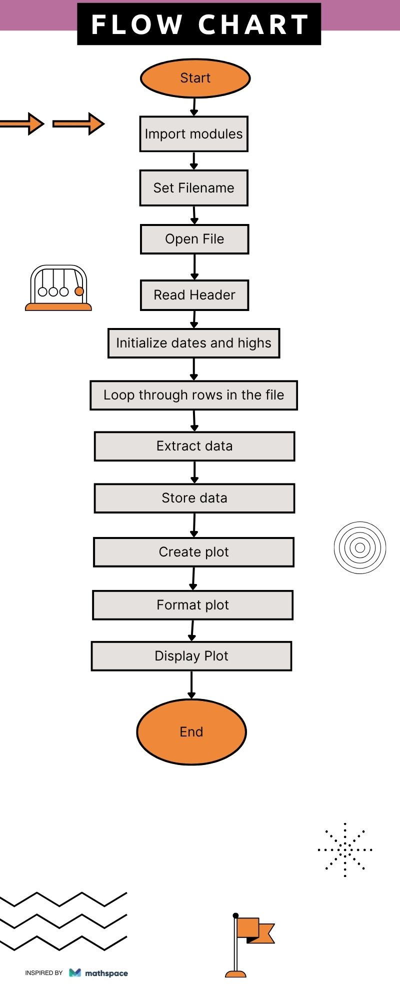 FLOW CHART
Start
Import modules
Set Filename
Open File
Read Header
Initialize dates and highs
Loop through rows in the file
Extract data
Store data
Create plot
Format plot
Display Plot
End
INSPIRED BY mathspace